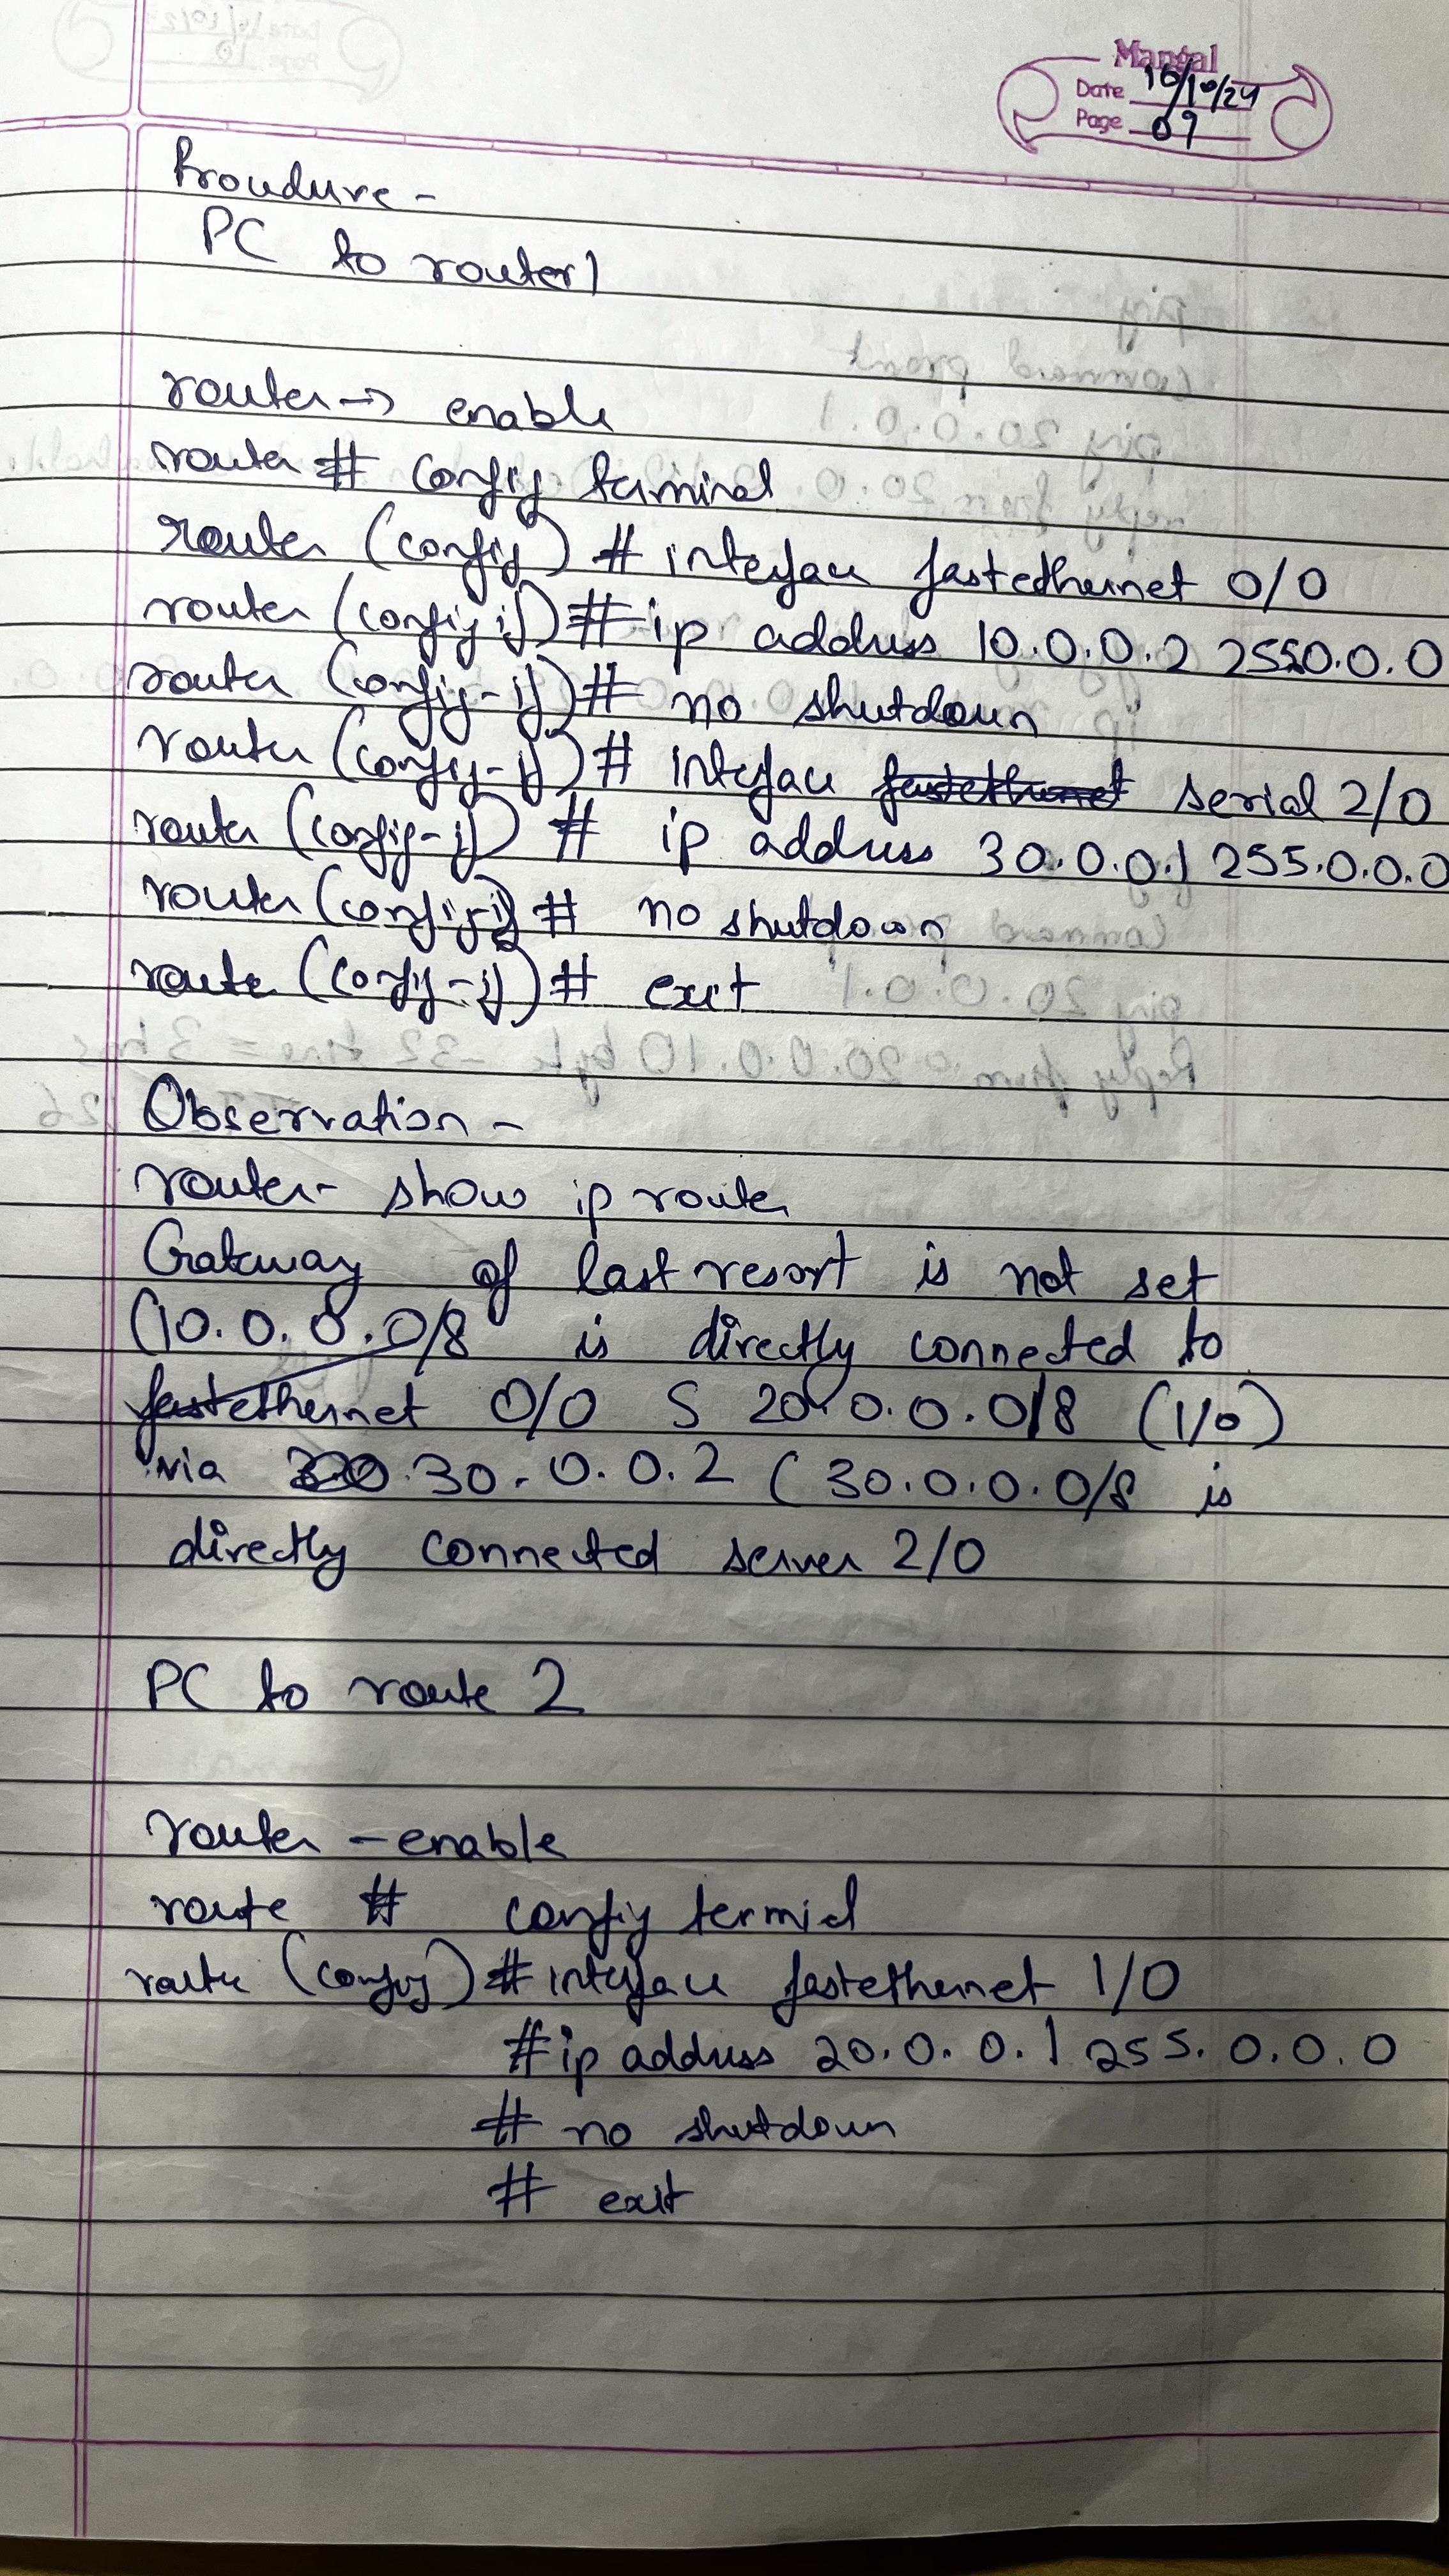 Mangal
Date 16/10/24
Page 09
Proudure -
PC to router 1
router -> enable
router # config terminal
router (config) # interface fastethernet 0/0
router (config if) # ip address 10.0.0.2 2550.0.0
router (config-if) # no shutdown
router (config-if) # interface fastethernet serial 2/0
router (config-if) # ip address 30.0.0.1 255.0.0.0
router (config-if) # no shutdown
route (config-if) # exit
Observation -
router - show ip route
Gateway of last resort is not set
(10.0.0.0/8 is directly connected to
fastethernet 0/0 S 20.0.0.0/8 (1/0)
via 30.0.0.2 (30.0.0.0/8 is
directly connected server 2/0
PC to route 2
router - enable
route # config termial
route (config) # interface fastethernet 1/0
# ip address 20.0.0.1 255.0.0.0
# no shutdown
# exit